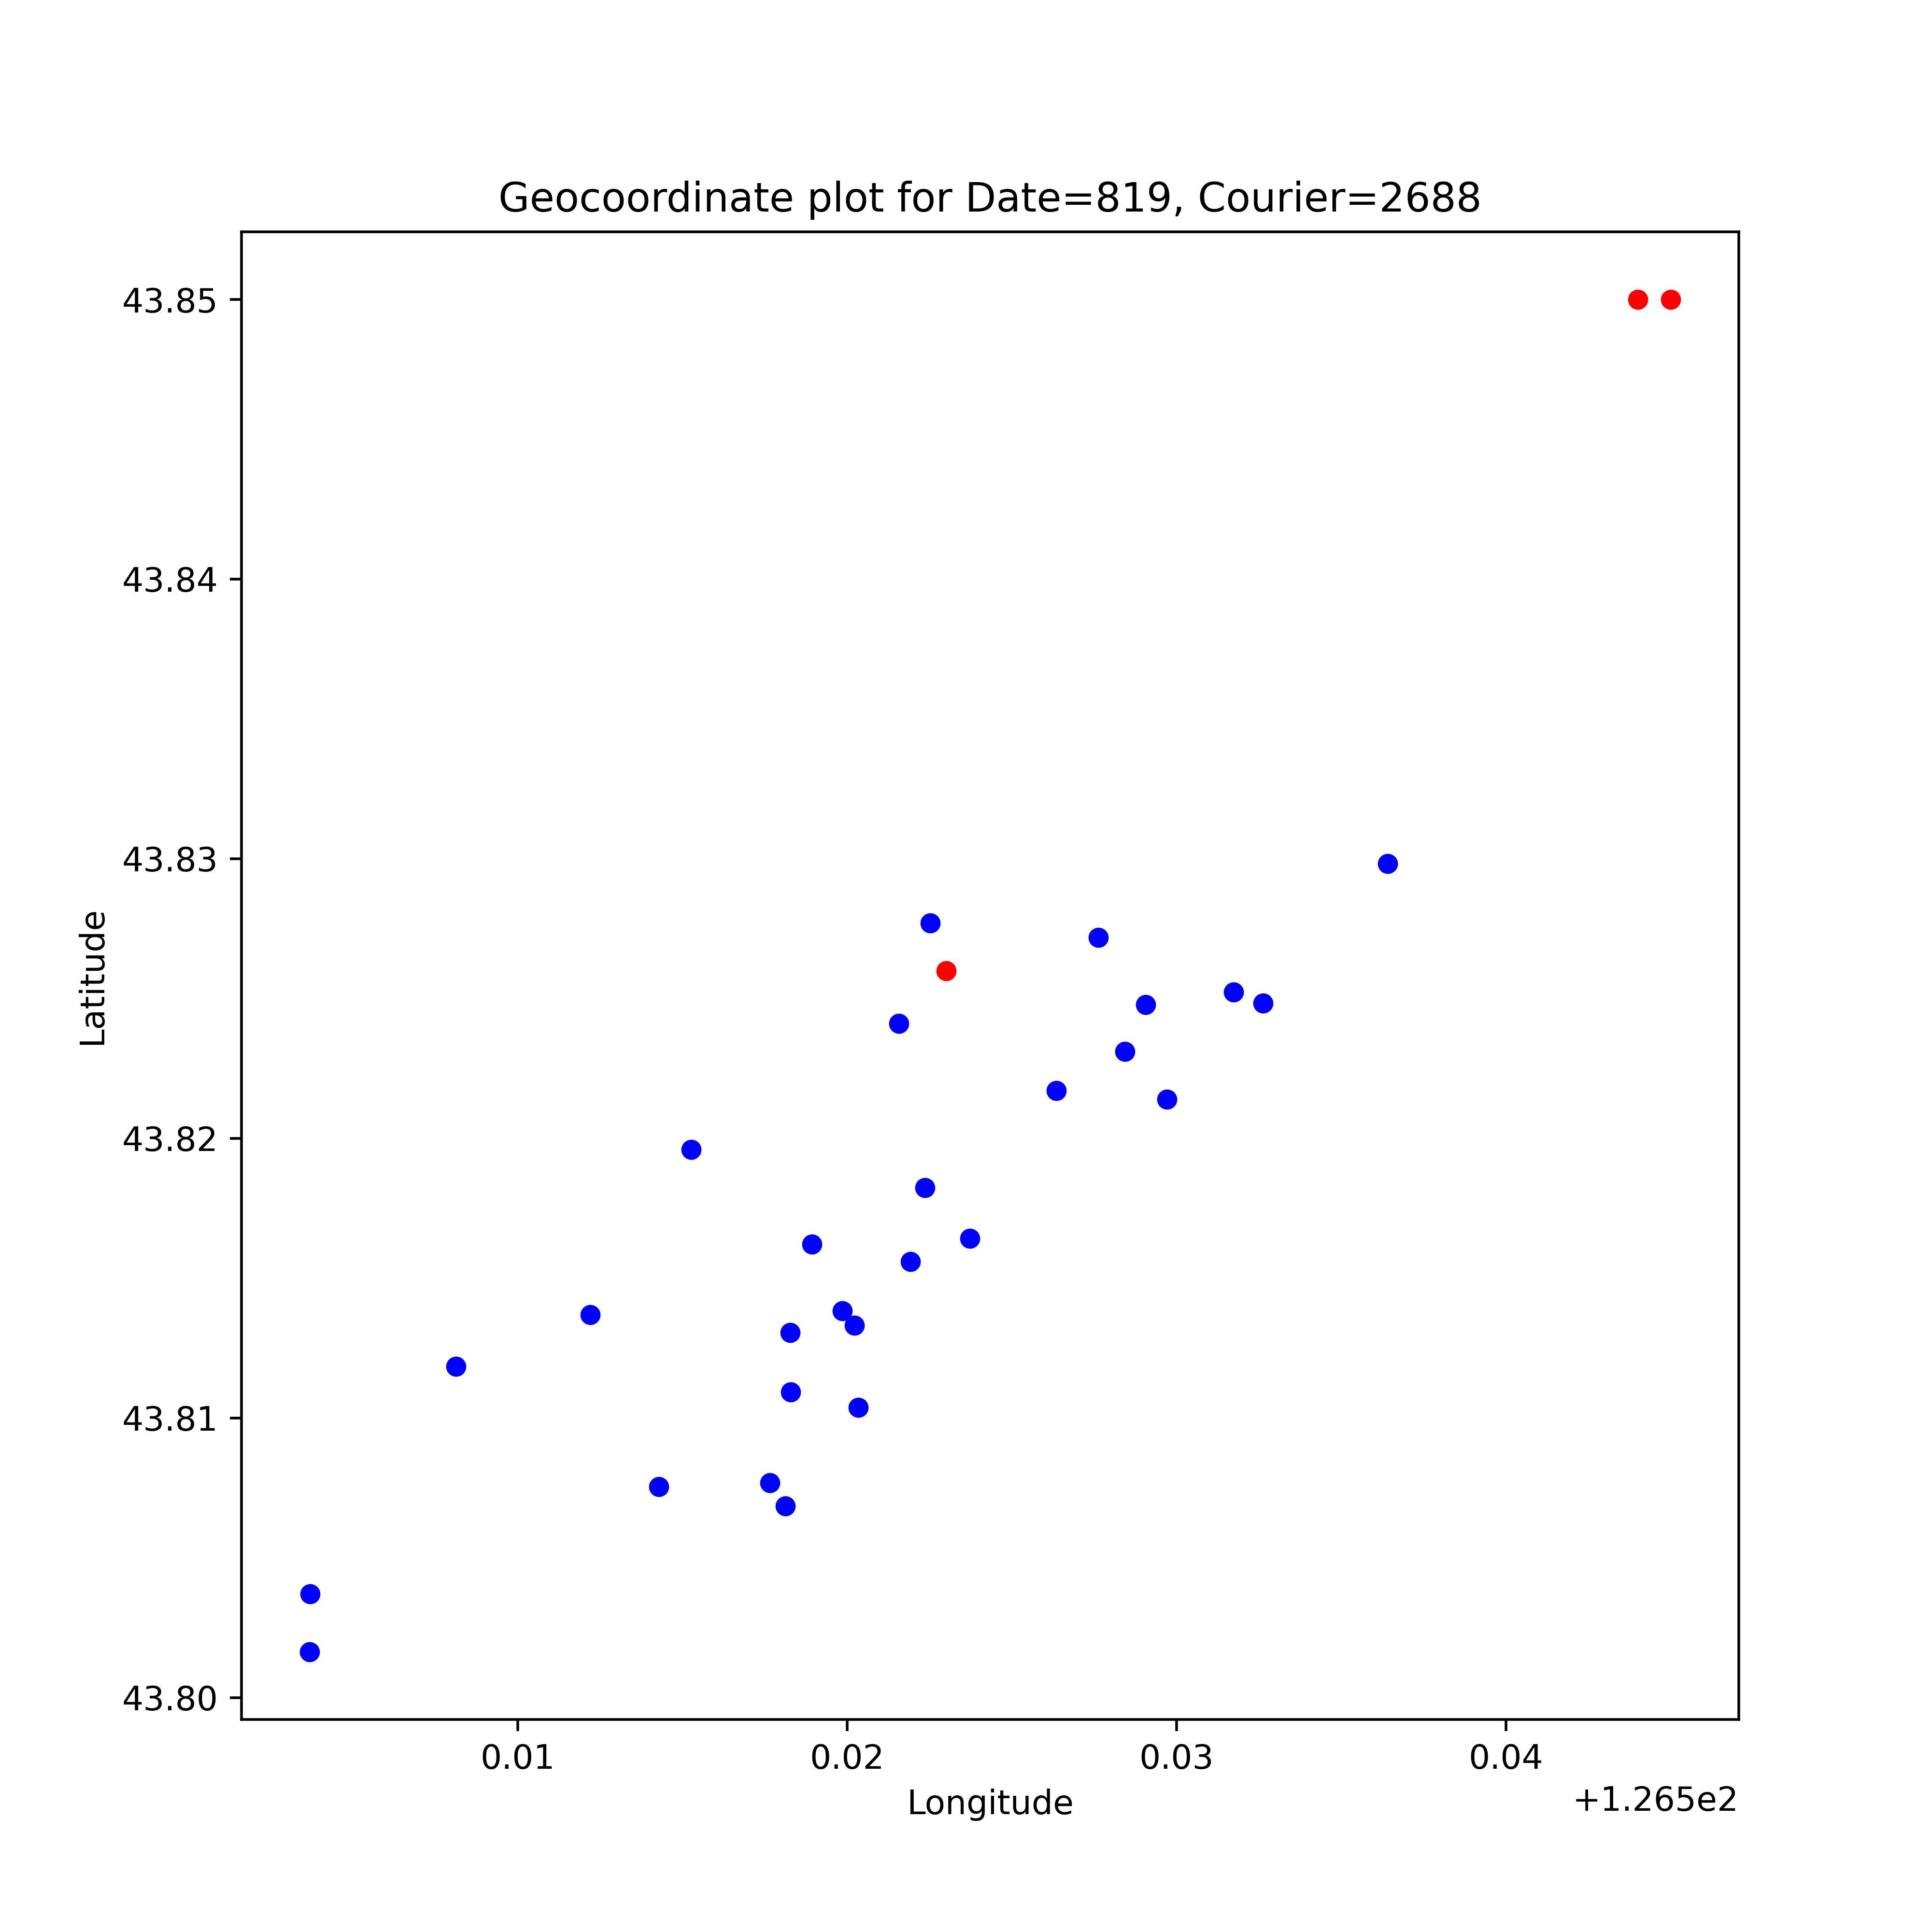 Geocoordinate plot for Date=819, Courier=2688
43.85
43.84
43.83
43.82
43.81
43.80
Latitude
0.01 0.02 0.03 0.04
Longitude
+1.265e2